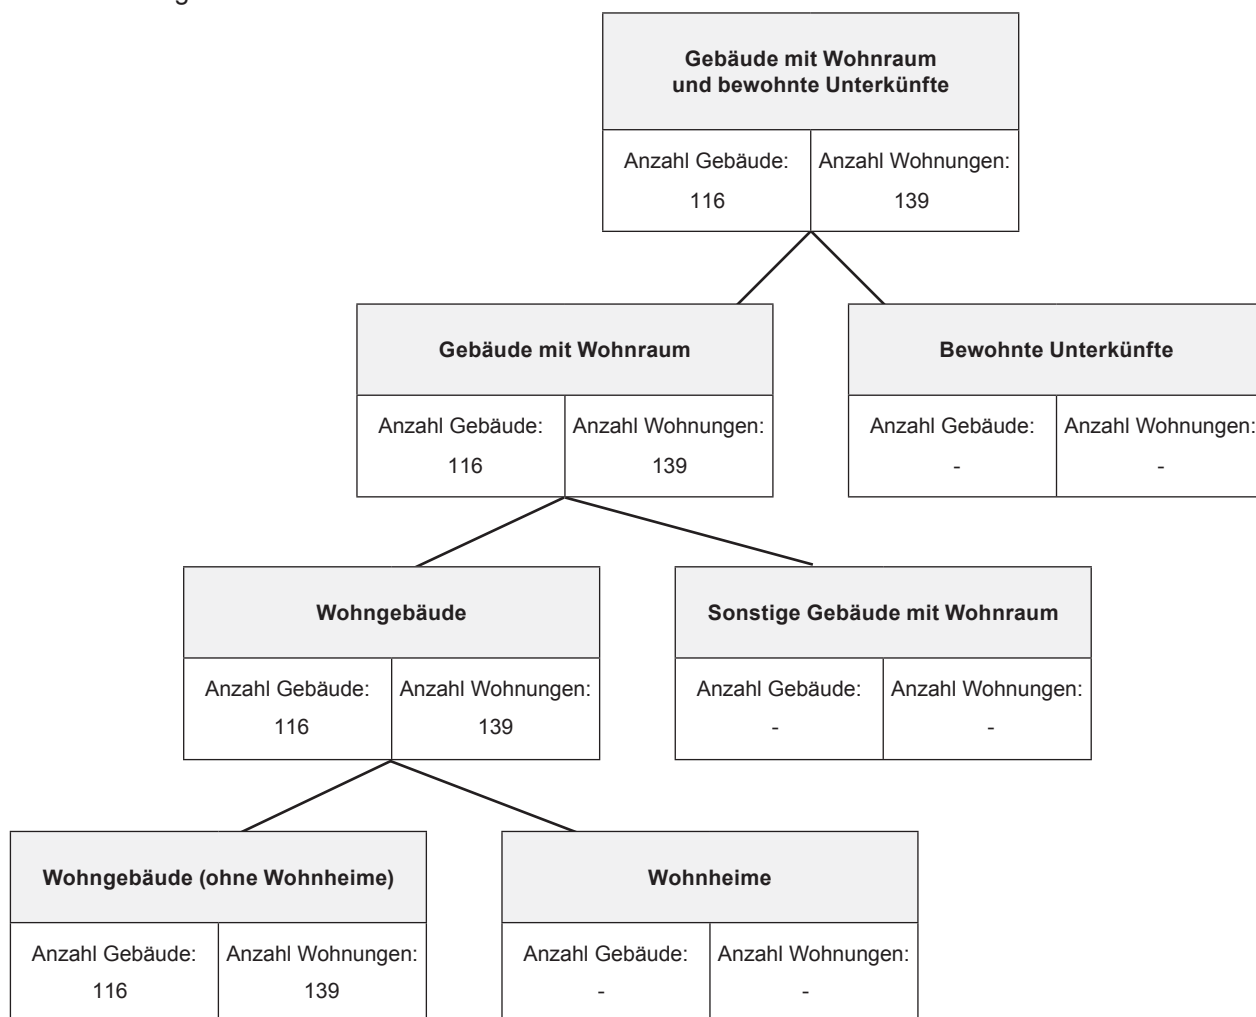 Gebäude mit Wohnraum
und bewohnte Unterkünfte
Anzahl Gebäude: Anzahl Wohnungen:
116 139
Gebäude mit Wohnraum Bewohnte Unterkünfte
Anzahl Gebäude: Anzahl Wohnungen: Anzahl Gebäude: Anzahl Wohnungen:
116 139 - -
Wohngebäude Sonstige Gebäude mit Wohnraum
Anzahl Gebäude: Anzahl Wohnungen: Anzahl Gebäude: Anzahl Wohnungen:
116 139 - -
Wohngebäude (ohne Wohnheime) Wohnheime
Anzahl Gebäude: Anzahl Wohnungen: Anzahl Gebäude: Anzahl Wohnungen:
116 139 - -